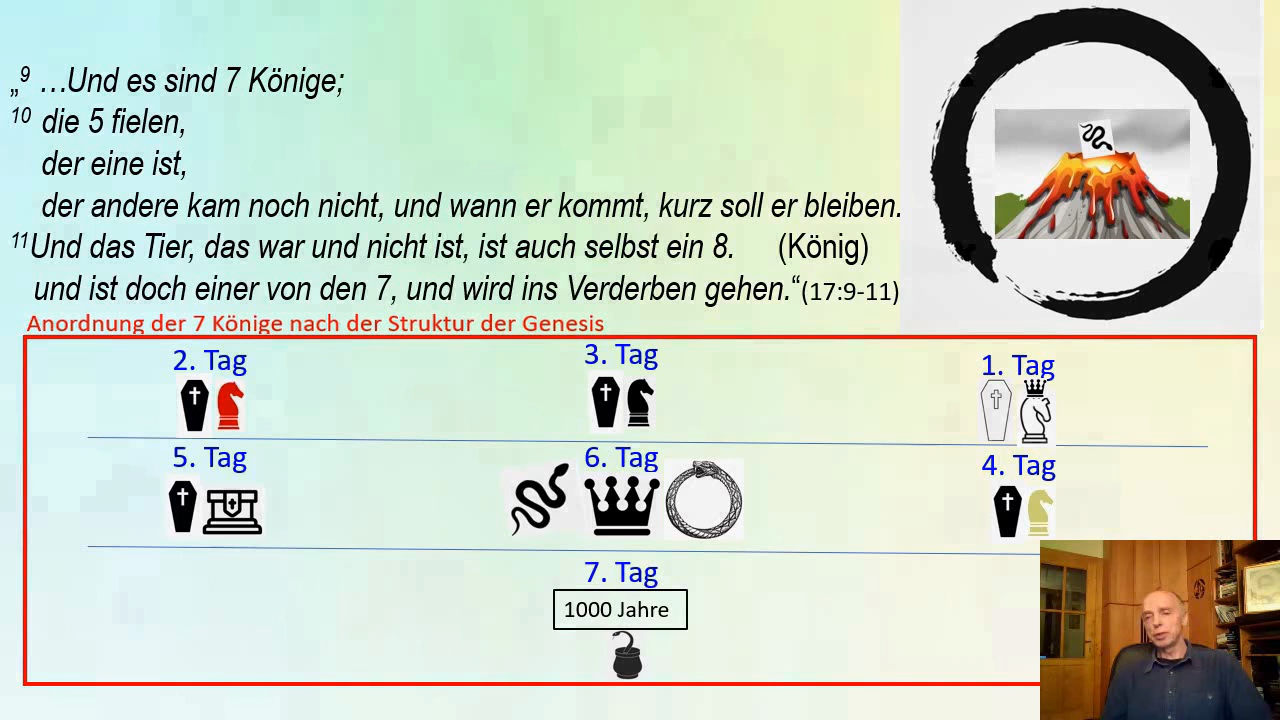 „9 …Und es sind 7 Könige;
10 die 5 fielen,
der eine ist,
der andere kam noch nicht, und wann er kommt, kurz soll er bleiben.
11Und das Tier, das war und nicht ist, ist auch selbst ein 8. (König)
und ist doch einer von den 7, und wird ins Verderben gehen.“(17:9-11)
Anordnung der 7 Könige nach der Struktur der Genesis
2. Tag
3. Tag
1. Tag
5. Tag
6. Tag
4. Tag
7. Tag
1000 Jahre